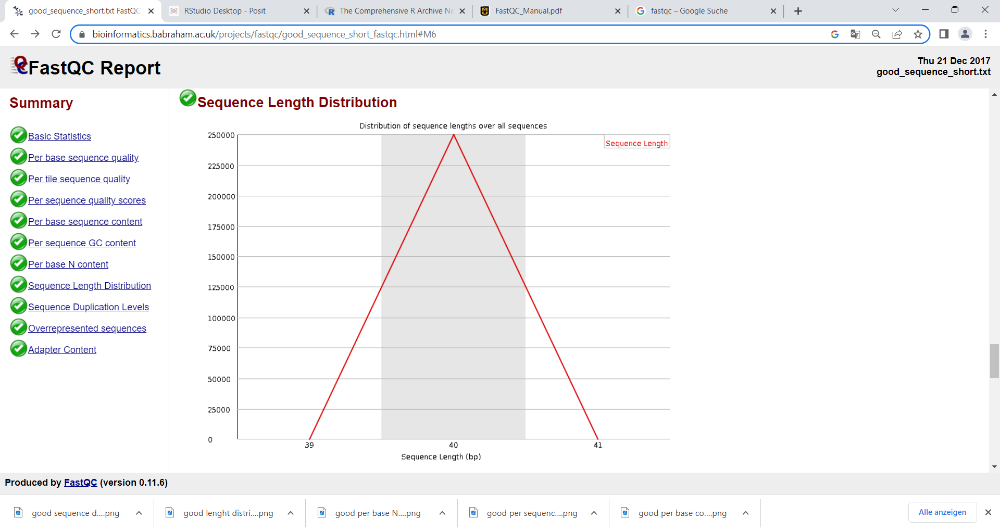 good_sequence_short.txt FastQC
RStudio Desktop - Posit
The Comprehensive R Archive Ne
FastQC_Manual.pdf
fastqc – Google Suche
bioinformatics.babraham.ac.uk/projects/fastqc/good_sequence_short_fastqc.html#M6
FastQC Report
Thu 21 Dec 2017
good_sequence_short.txt
Summary
Basic Statistics
Per base sequence quality
Per tile sequence quality
Per sequence quality scores
Per base sequence content
Per sequence GC content
Per base N content
Sequence Length Distribution
Sequence Duplication Levels
Overrepresented sequences
Adapter Content
Sequence Length Distribution
Distribution of sequence lengths over all sequences
Sequence Length
250000
225000
200000
175000
150000
125000
100000
75000
50000
25000
0
39 40 41
Sequence Length (bp)
Produced by FastQC (version 0.11.6)
good sequence d....png
good lenght distri....png
good per base N....png
good per sequenc....png
good per base co....png
Alle anzeigen